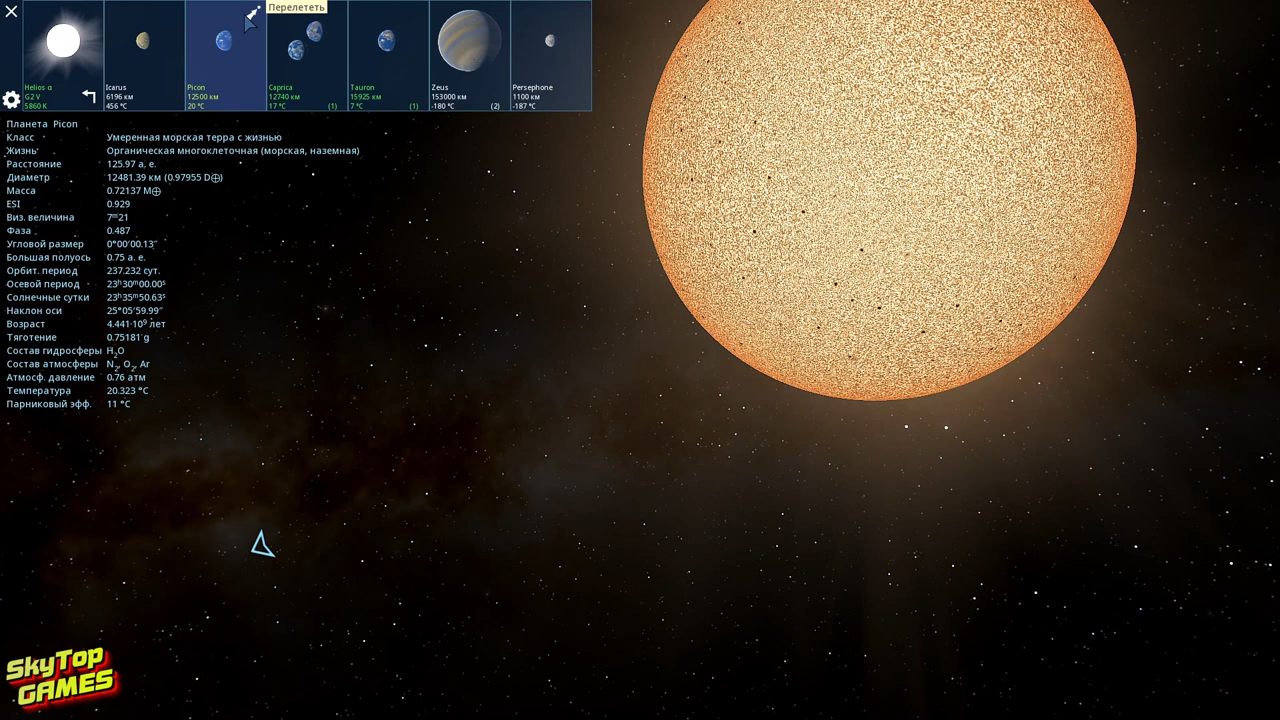 Перелететь
Helios α
G2 V
5860 K
Icarus
6196 км
456 °C
Picon
12500 км
20 °C
Caprica
12740 км
17 °C (1)
Tauron
15925 км
7 °C (1)
Zeus
153000 км
-180 °C (2)
Persephone
1100 км
-187 °C
Планета Picon
Класс Умеренная морская терра с жизнью
Жизнь Органическая многоклеточная (морская, наземная)
Расстояние 125.97 а. е.
Диаметр 12481.39 км (0.97955 D⊕)
Масса 0.72137 M⊕
ESI 0.929
Виз. величина 7ᵐ21
Фаза 0.487
Угловой размер 0°00′00.13″
Большая полуось 0.75 а. е.
Орбит. период 237.232 сут.
Осевой период 23ʰ30ᵐ00.00ˢ
Солнечные сутки 23ʰ35ᵐ50.63ˢ
Наклон оси 25°05′59.99″
Возраст 4.441·10⁹ лет
Тяготение 0.75181 g
Состав гидросферы H₂O
Состав атмосферы N₂, O₂, Ar
Атмосф. давление 0.76 атм
Температура 20.323 °C
Парниковый эфф. 11 °C
SkyTop
GAMES